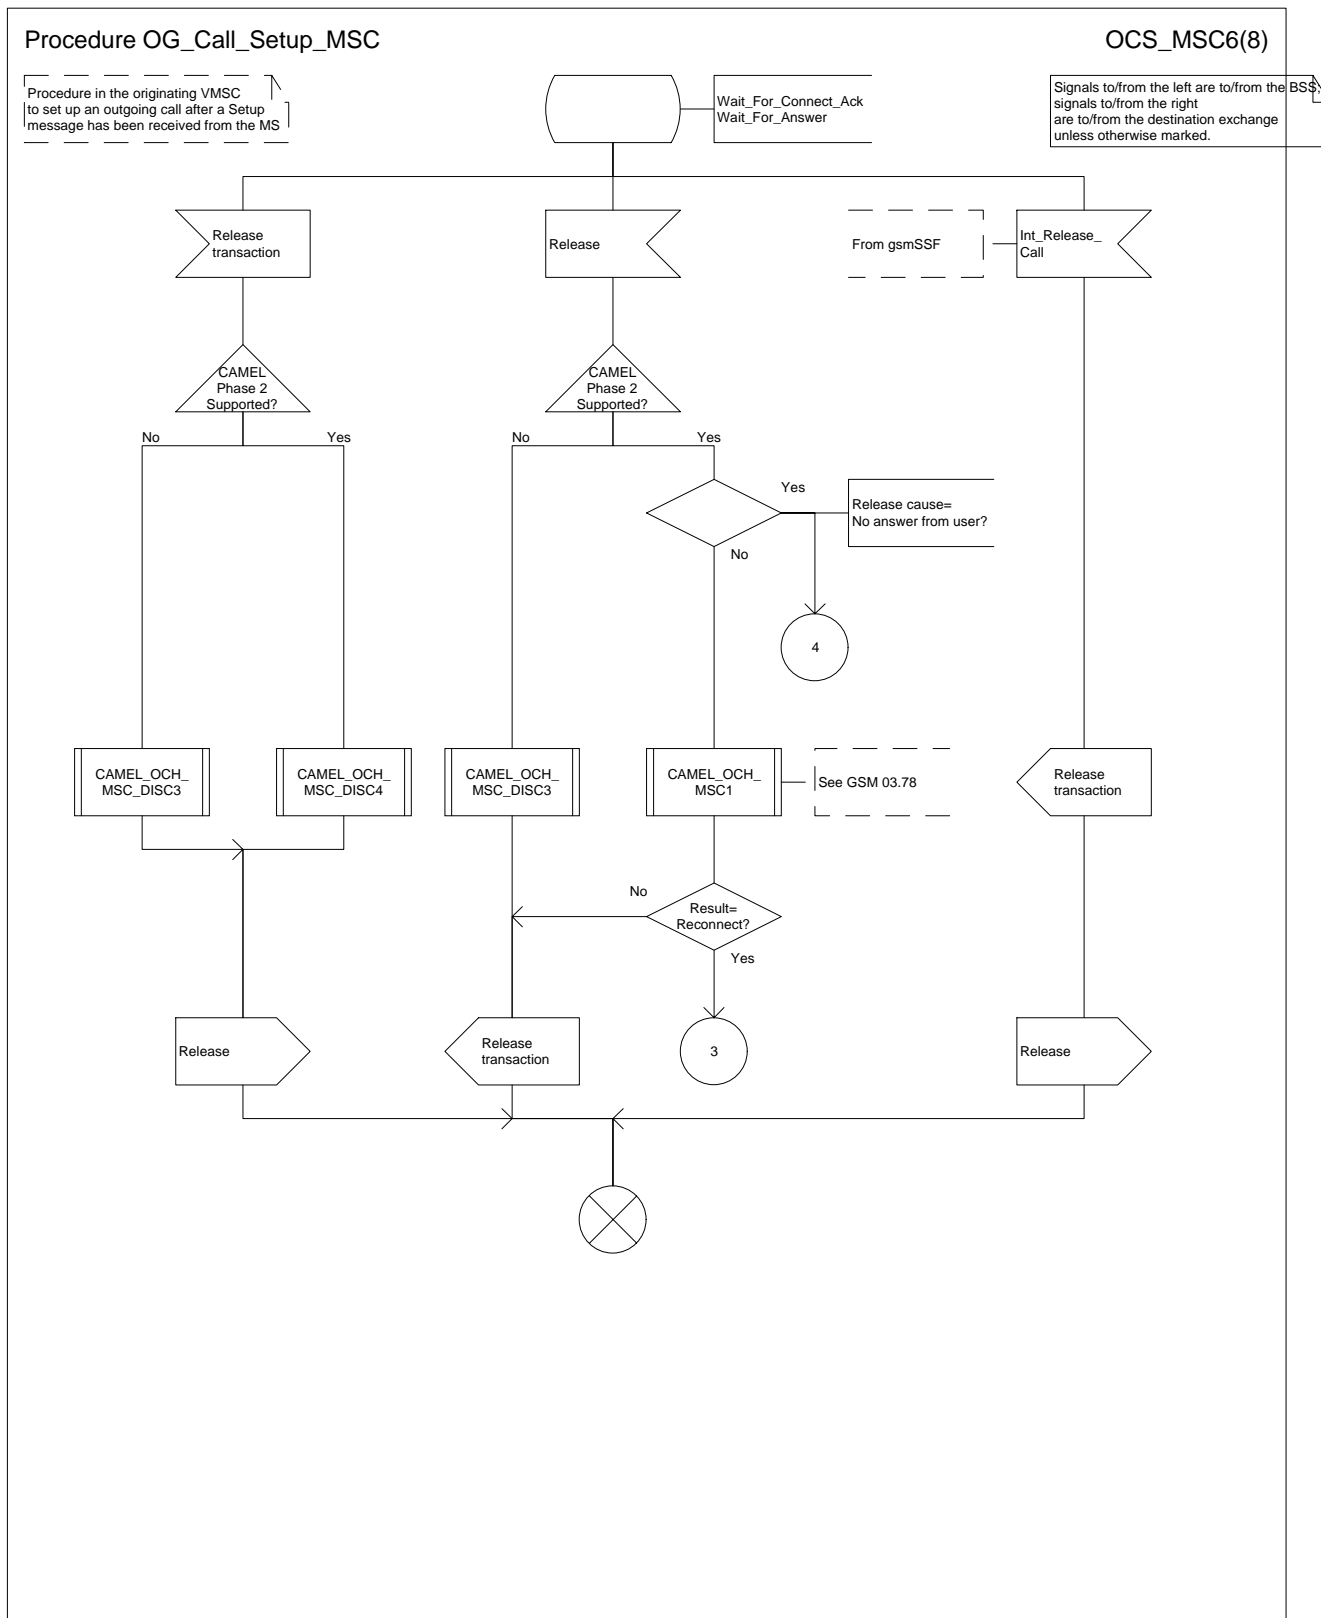 Procedure OG_Call_Setup_MSC
OCS_MSC6(8)
Procedure in the originating VMSC
to set up an outgoing call after a Setup
message has been received from the MS
Wait_For_Connect_Ack
Wait_For_Answer
Signals to/from the left are to/from the BSS;
signals to/from the right
are to/from the destination exchange
unless otherwise marked.
Release
transaction
Release
From gsmSSF
Int_Release_
Call
CAMEL
Phase 2
Supported?
CAMEL
Phase 2
Supported?
No
Yes
No
Yes
Yes
Release cause=
No answer from user?
No
4
CAMEL_OCH_
MSC_DISC3
CAMEL_OCH_
MSC_DISC4
CAMEL_OCH_
MSC_DISC3
CAMEL_OCH_
MSC1
See GSM 03.78
Release
transaction
No
Result=
Reconnect?
Yes
Release
Release
transaction
3
Release